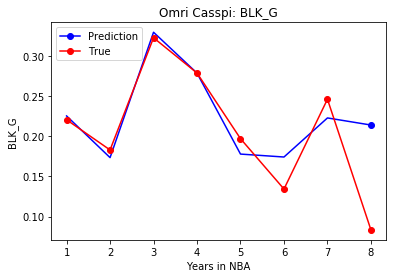 Omri Casspi: BLK_G
Prediction
True
0.30
0.25
0.20
0.15
0.10
BLK_G
1 2 3 4 5 6 7 8
Years in NBA